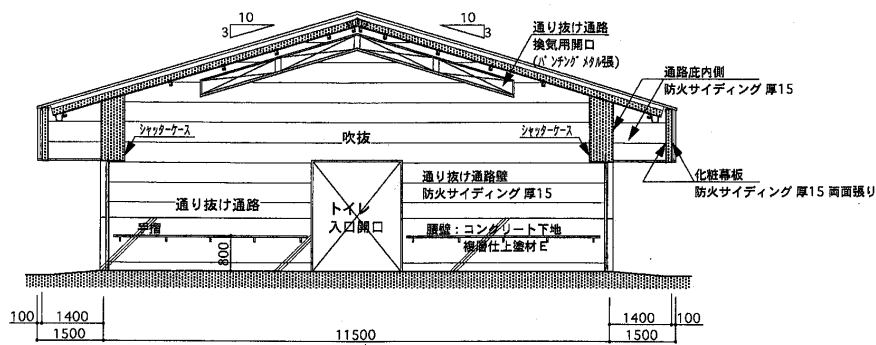 10
3
10
3
通り抜け通路
換気用開口
(パンチングメタル張)
通路庇内側
防火サイディング 厚15
シャッターケース
吹抜
シャッターケース
化粧幕板
防火サイディング 厚15 両面張り
通り抜け通路壁
防火サイディング 厚15
通り抜け通路
トイレ
入口開口
手摺
800
腰壁:コンクリート下地
複層仕上塗材E
100
1400
1500
11500
1400
100
1500